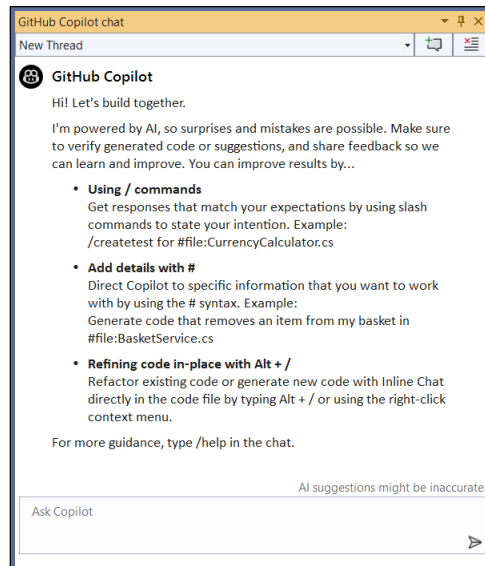 GitHub Copilot chat
New Thread
GitHub Copilot
Hi! Let's build together.
I'm powered by AI, so surprises and mistakes are possible. Make sure
to verify generated code or suggestions, and share feedback so we
can learn and improve. You can improve results by...
• Using / commands
Get responses that match your expectations by using slash
commands to state your intention. Example:
/createtest for #file:CurrencyCalculator.cs
• Add details with #
Direct Copilot to specific information that you want to work
with by using the # syntax. Example:
Generate code that removes an item from my basket in
#file:BasketService.cs
• Refining code in-place with Alt + /
Refactor existing code or generate new code with Inline Chat
directly in the code file by typing Alt + / or using the right-click
context menu.
For more guidance, type /help in the chat.
AI suggestions might be inaccurate.
Ask Copilot